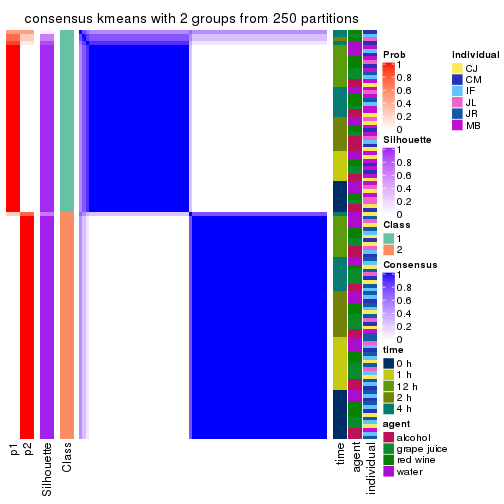 consensus kmeans with 2 groups from 250 partitions
Prob
1
0.8
0.6
0.4
0.2
0
Silhouette
1
0.8
0.6
0.4
0.2
0
Class
1
2
Consensus
1
0.8
0.6
0.4
0.2
0
time
0 h
1 h
12 h
2 h
4 h
agent
alcohol
grape juice
red wine
water
individual
CJ
CM
IF
JL
JR
MB
p1
p2
Silhouette
Class
time
agent
individual